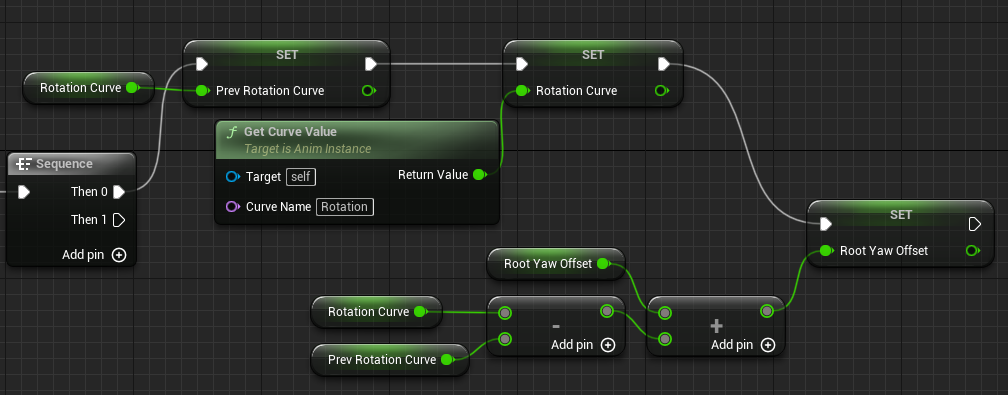 SET
Prev Rotation Curve
SET
Rotation Curve
Rotation Curve
Get Curve Value
Target is Anim Instance
Target self
Return Value
Curve Name Rotation
Sequence
Then 0
Then 1
Add pin
SET
Root Yaw Offset
Root Yaw Offset
Rotation Curve
Prev Rotation Curve
-
Add pin
+
Add pin